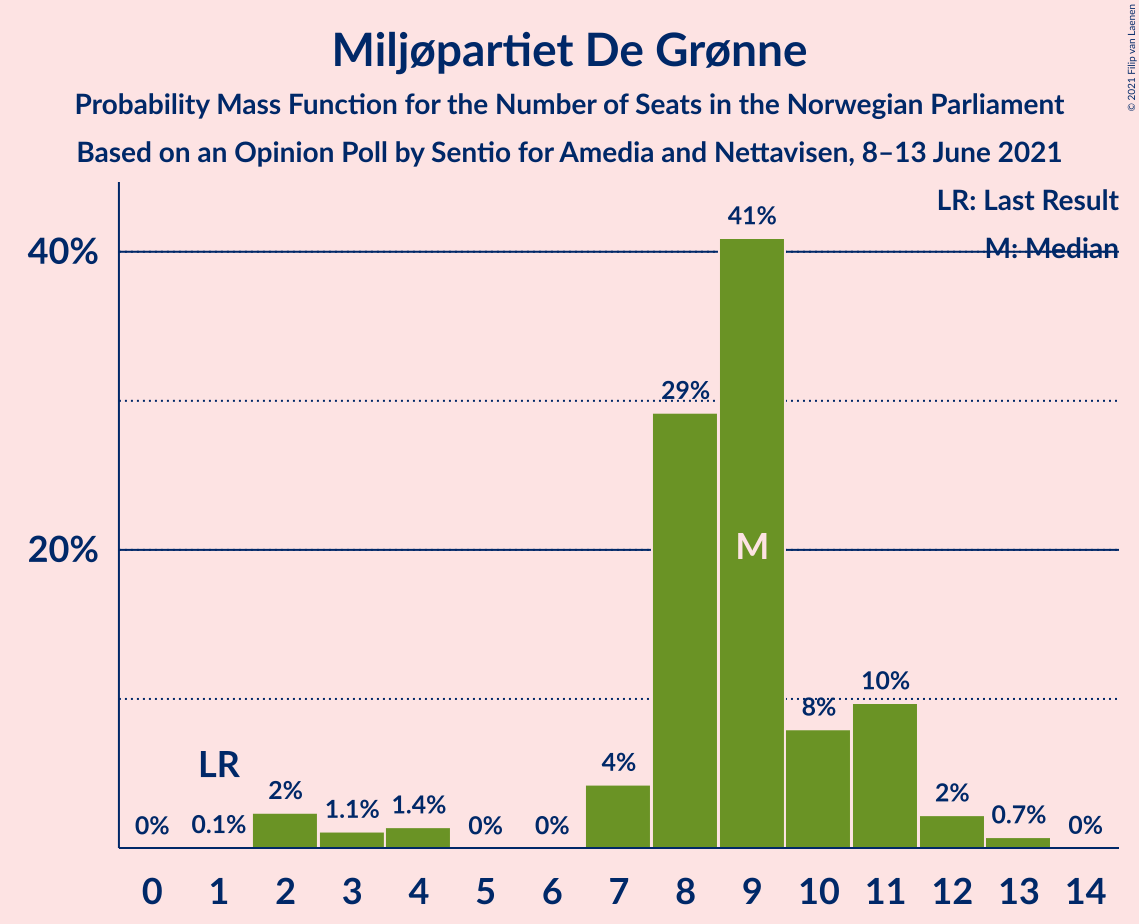 Miljøpartiet De Grønne
Probability Mass Function for the Number of Seats in the Norwegian Parliament
Based on an Opinion Poll by Sentio for Amedia and Nettavisen, 8–13 June 2021
© 2021 Filip van Laenen
LR: Last Result
M: Median
40%
20%
0%
0.1%
LR
2%
1.1%
1.4%
0%
0%
4%
29%
41%
M
8%
10%
2%
0.7%
0%
0 1 2 3 4 5 6 7 8 9 10 11 12 13 14